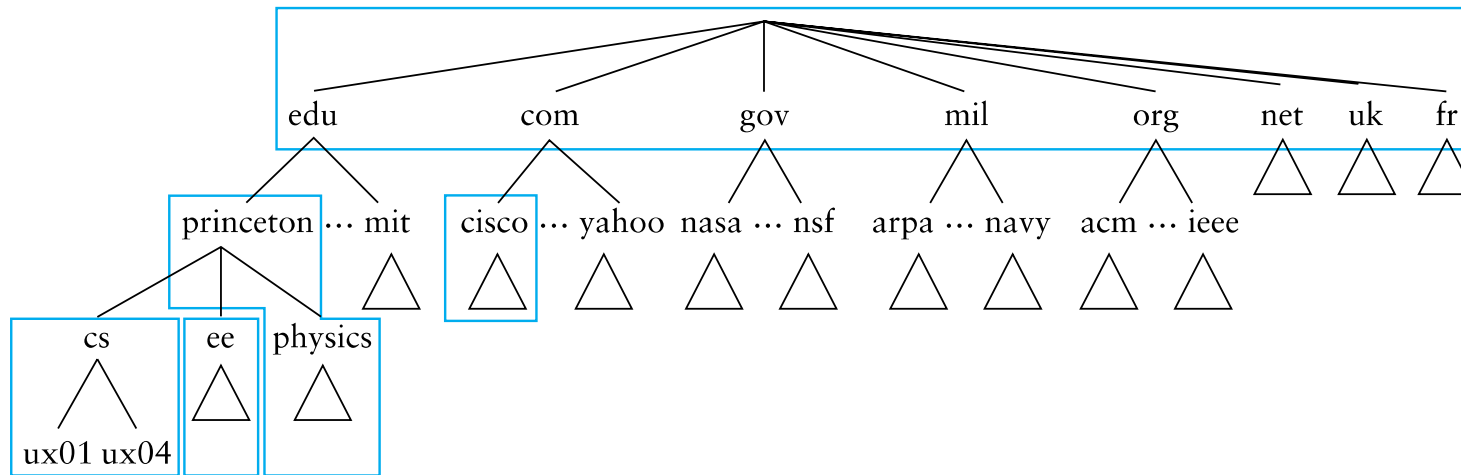 edu com gov mil org net uk fr
princeton ... mit cisco ... yahoo nasa ... nsf arpa ... navy acm ... ieee
cs ee physics
ux01 ux04